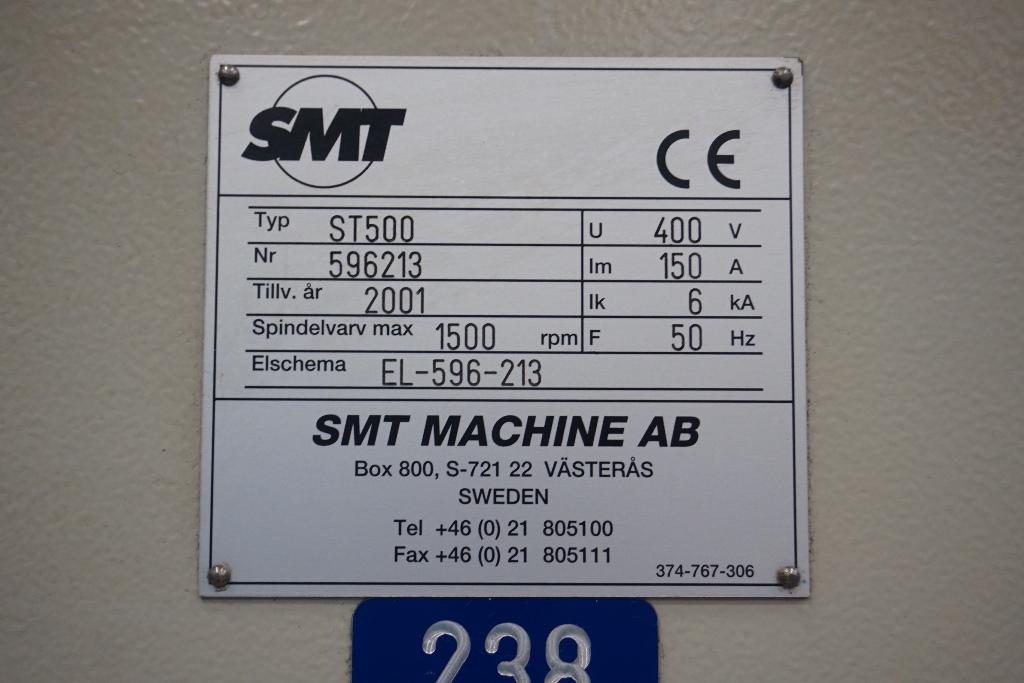 SMT
CE
Typ ST500 U 400 V
Nr 596213 Im 150 A
Tillv. år 2001 Ik 6 kA
Spindelvarv max 1500 rpm F 50 Hz
Elschema EL-596-213
SMT MACHINE AB
Box 800, S-721 22 VÄSTERÅS
SWEDEN
Tel +46 (0) 21 805100
Fax +46 (0) 21 805111
374-767-306
238